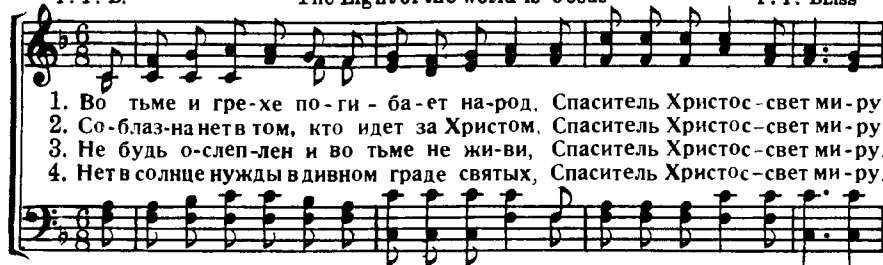 P. P. B. The Light of the world is Jesus P. P. Bliss
1. Во тьме и гре-хе по-ги-ба-ет на-род, Спаситель Христос-свет ми-ру
2. Со-блаз-на нет в том, кто идет за Христом, Спаситель Христос-свет ми-ру
3. Не будь о-слеп-лен и во тьме не жи-ви, Спаситель Христос-свет ми-ру.
4. Нет в солнце нужды в дивном граде святых, Спаситель Христос-свет ми-ру.